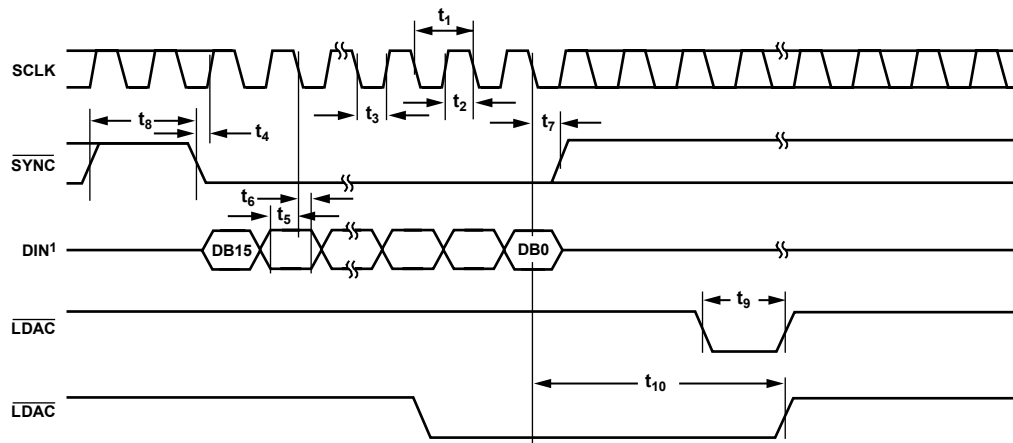 t1
SCLK
t2
t3
t8
t4
t7
SYNC
t6
t5
DIN1
DB15
DB0
t9
LDAC
t10
LDAC